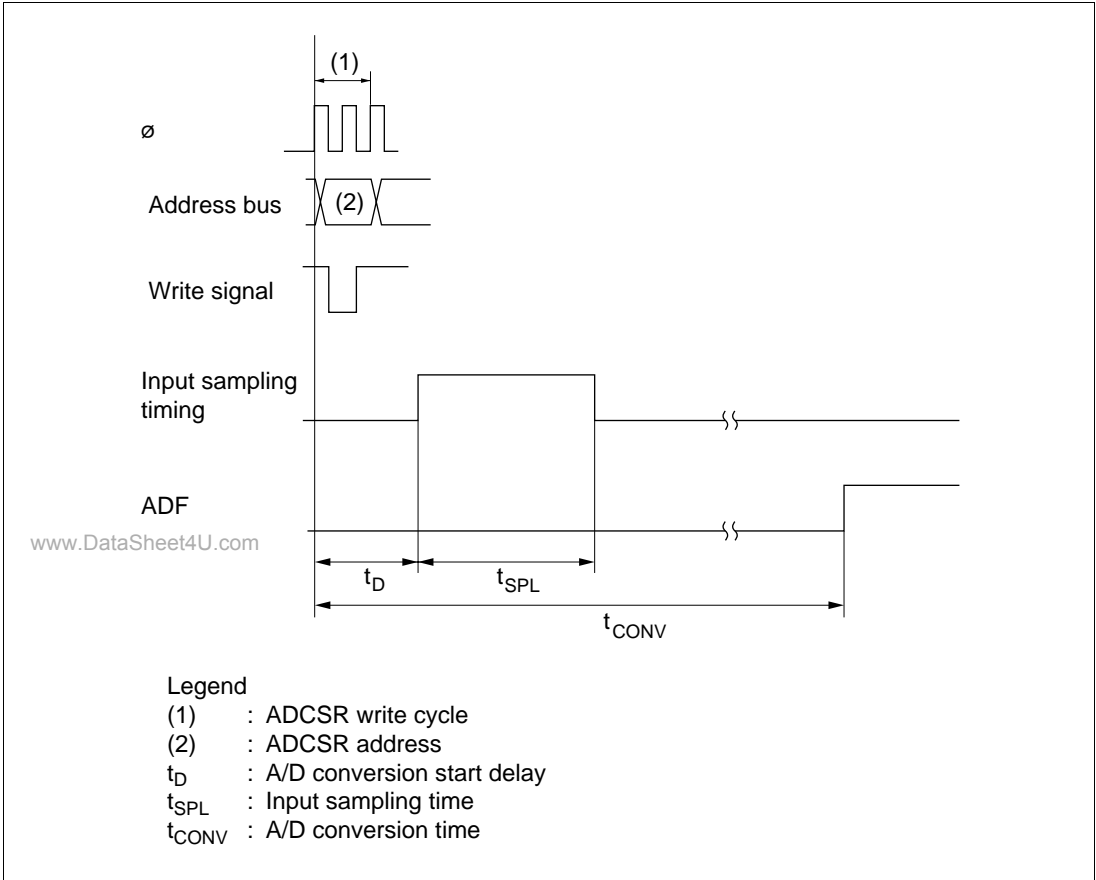 (1)
ø
Address bus
(2)
Write signal
Input sampling
timing
ADF
www.DataSheet4U.com
tD
tSPL
tCONV
Legend
(1) : ADCSR write cycle
(2) : ADCSR address
tD : A/D conversion start delay
tSPL : Input sampling time
tCONV : A/D conversion time